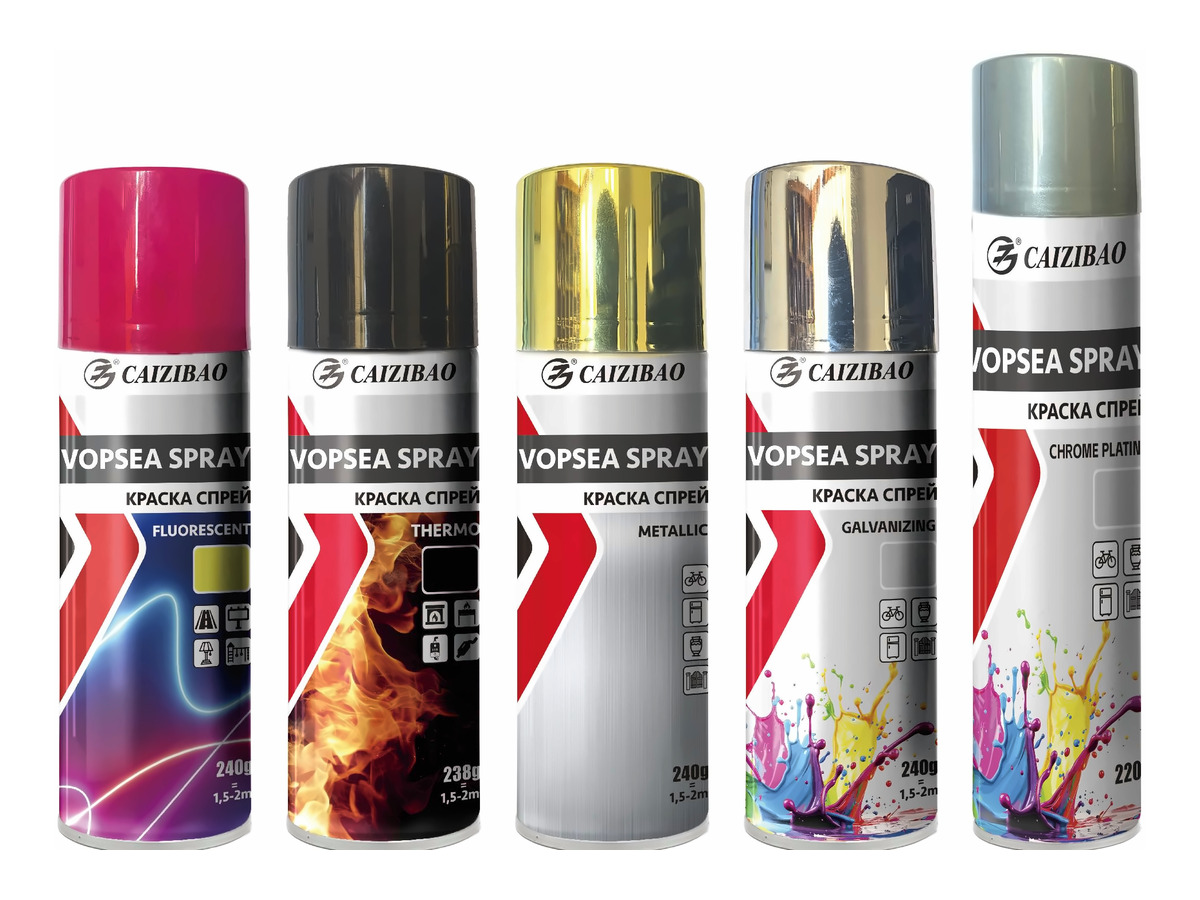 CAIZIBAO
VOPSEA SPRAY
КРАСКА СПРЕЙ
FLUORESCENT
240g
=
1,5-2m
CAIZIBAO
VOPSEA SPRAY
КРАСКА СПРЕЙ
THERMO
238g
=
1,5-2m
CAIZIBAO
VOPSEA SPRAY
КРАСКА СПРЕЙ
METALLIC
240g
=
1,5-2m
CAIZIBAO
VOPSEA SPRAY
КРАСКА СПРЕЙ
GALVANIZING
240g
=
1,5-2m
® CAIZIBAO
VOPSEA SPRAY
КРАСКА СПРЕЙ
CHROME PLATIN
220